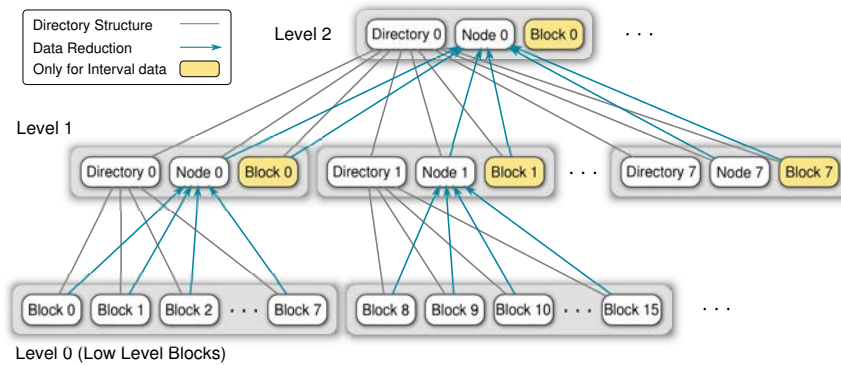 Directory Structure
Data Reduction
Only for Interval data
Level 2
Directory 0 Node 0 Block 0 . . .
Level 1
Directory 0 Node 0 Block 0 Directory 1 Node 1 Block 1 . . . Directory 7 Node 7 Block 7
Block 0 Block 1 Block 2 . . . Block 7 Block 8 Block 9 Block 10 . . . Block 15 . . .
Level 0 (Low Level Blocks)